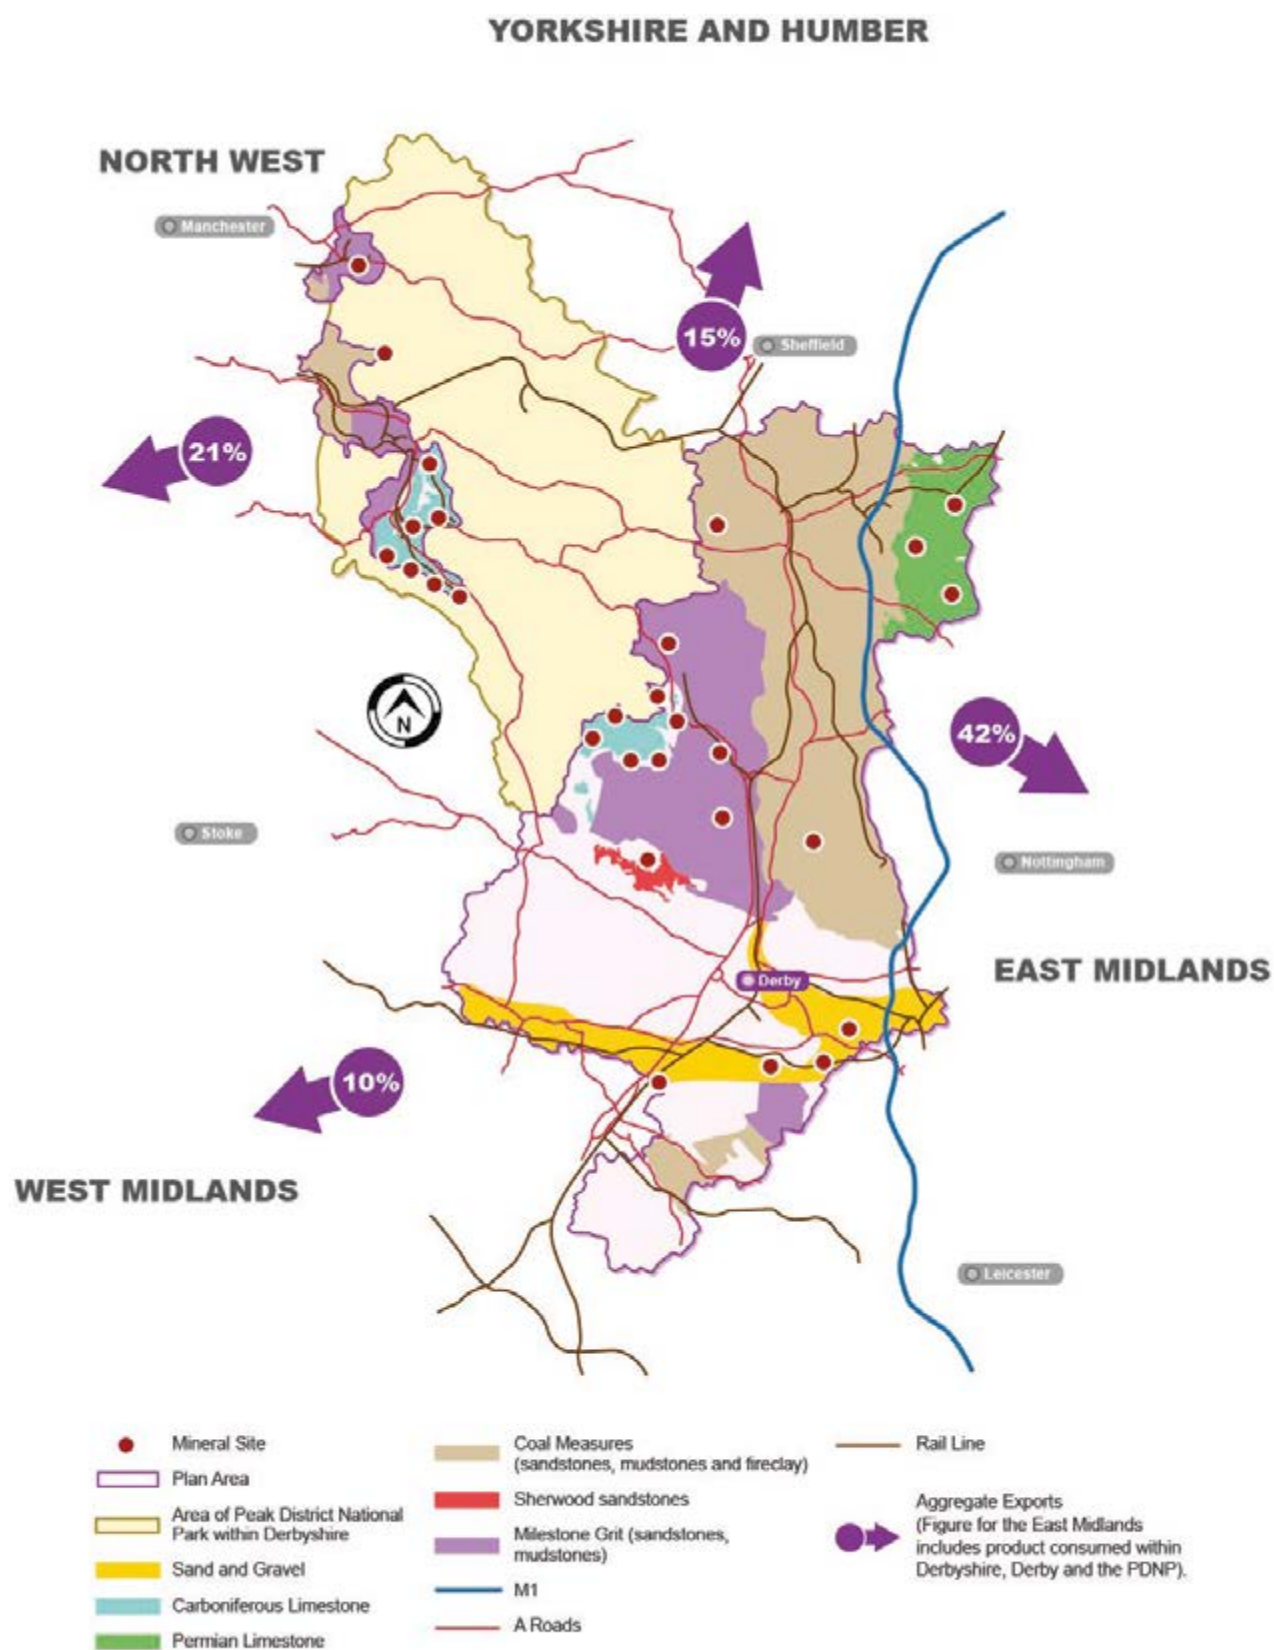 YORKSHIRE AND HUMBER
NORTH WEST
Manchester
15%
Sheffield
21%
N
42%
Stoke
Nottingham
EAST MIDLANDS
Derby
10%
WEST MIDLANDS
Leicester
Mineral Site
Plan Area
Area of Peak District National
Park within Derbyshire
Sand and Gravel
Carboniferous Limestone
Permian Limestone
Coal Measures
(sandstones, mudstones and fireclay)
Sherwood sandstones
Milestone Grit (sandstones,
mudstones)
M1
A Roads
Rail Line
Aggregate Exports
(Figure for the East Midlands
includes product consumed within
Derbyshire, Derby and the PDNP).